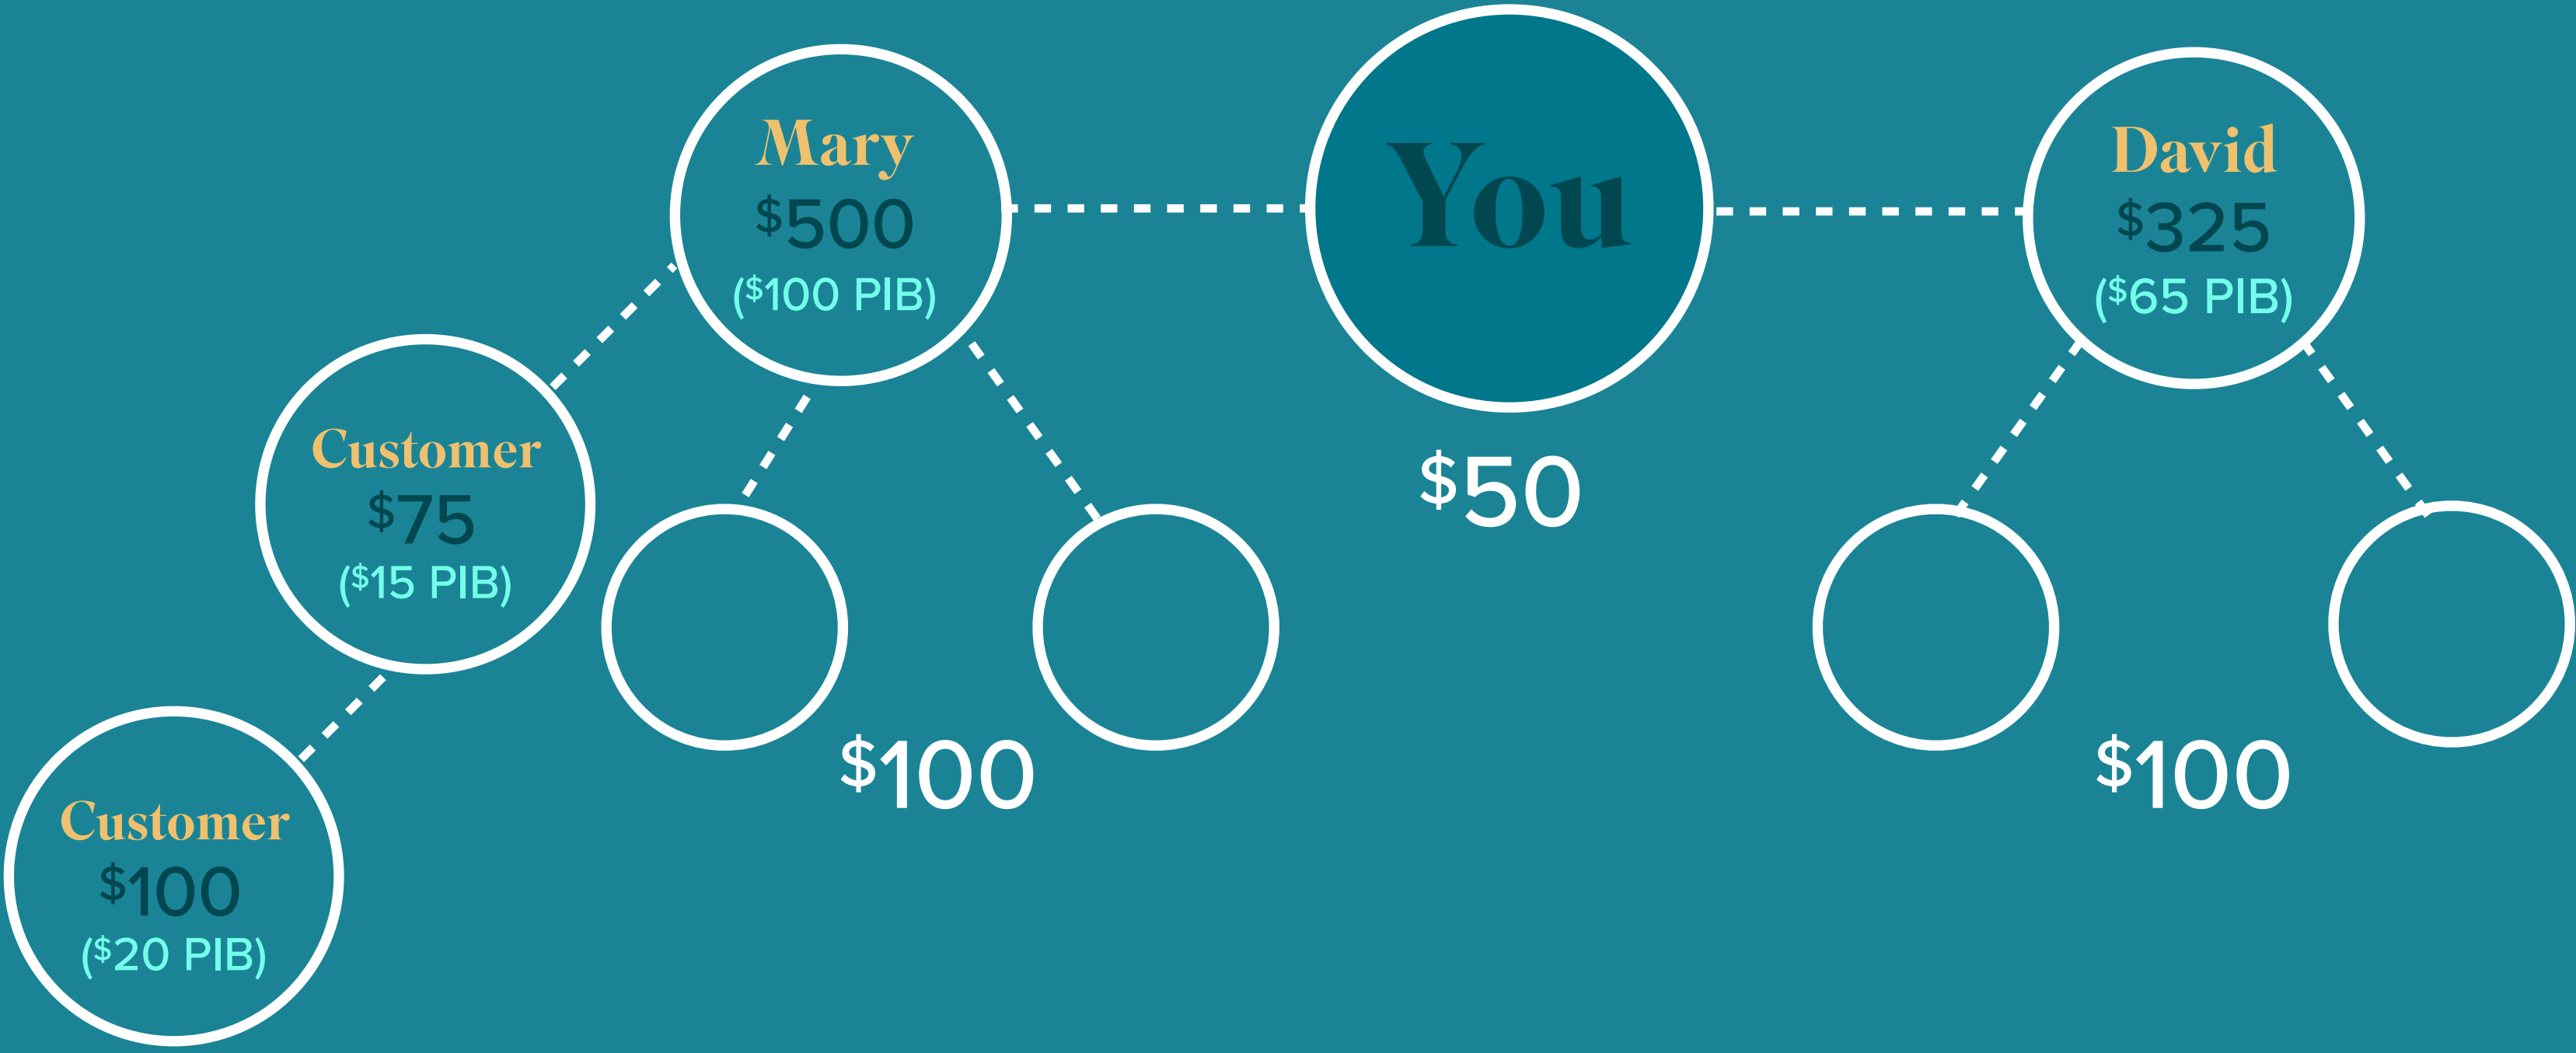 Mary
$500
($100 PIB)
You
$50
David
$325
($65 PIB)
Customer
$75
($15 PIB)
$100
$100
Customer
$100
($20 PIB)